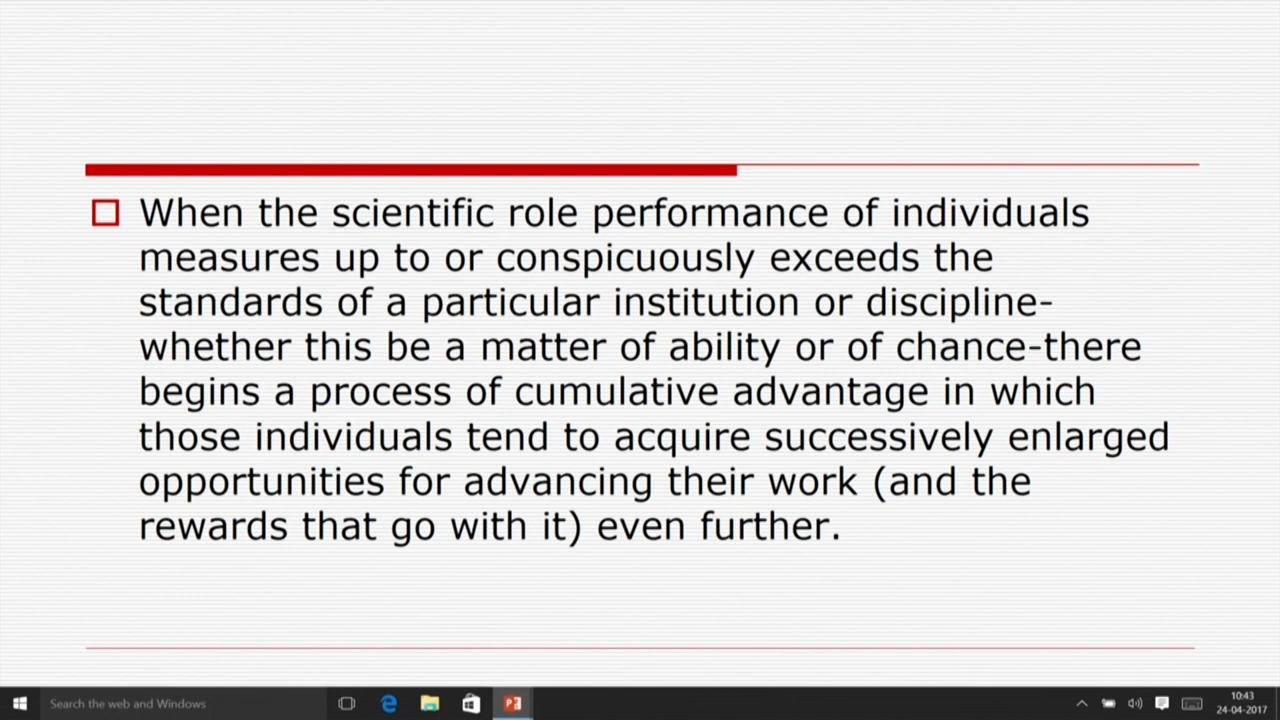 When the scientific role performance of individuals
measures up to or conspicuously exceeds the
standards of a particular institution or discipline-
whether this be a matter of ability or of chance-there
begins a process of cumulative advantage in which
those individuals tend to acquire successively enlarged
opportunities for advancing their work (and the
rewards that go with it) even further.
Search the web and Windows
10:43
24-04-2017